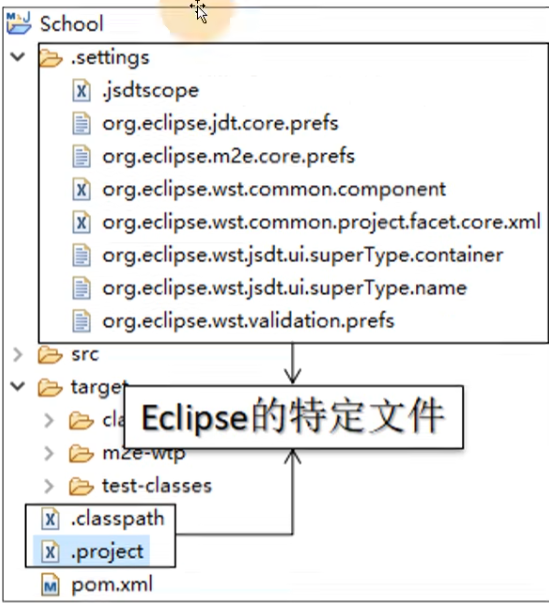 School
.settings
.jsdtscope
org.eclipse.jdt.core.prefs
org.eclipse.m2e.core.prefs
org.eclipse.wst.common.component
org.eclipse.wst.common.project.facet.core.xml
org.eclipse.wst.jsdt.ui.superType.container
org.eclipse.wst.jsdt.ui.superType.name
org.eclipse.wst.validation.prefs
src
target
Eclipse的特定文件
m2e-wtp
test-classes
.classpath
.project
pom.xml